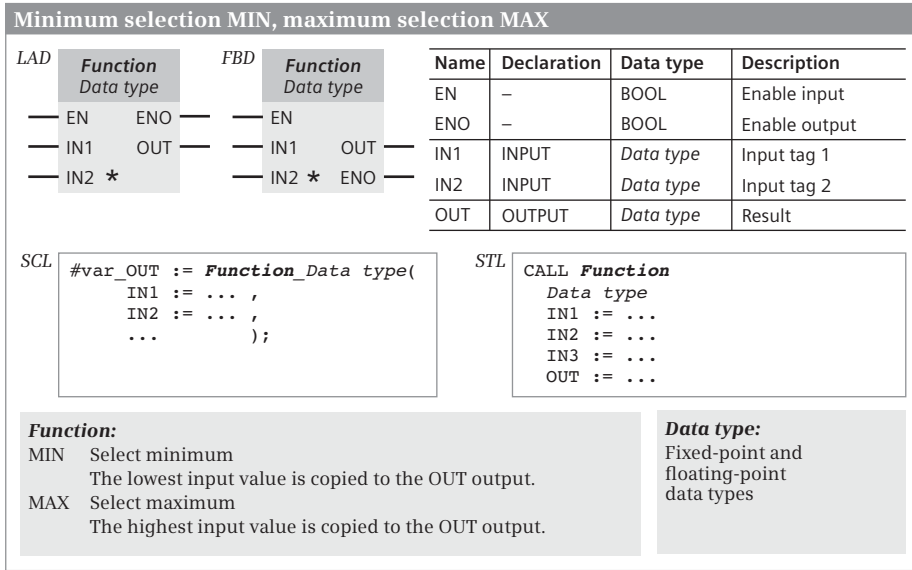 Minimum selection MIN, maximum selection MAX
LAD
Function
Data type
EN ENO
IN1 OUT
IN2 *
FBD
Function
Data type
EN
IN1 OUT
IN2 * ENO
Name Declaration Data type Description
EN – BOOL Enable input
ENO – BOOL Enable output
IN1 INPUT Data type Input tag 1
IN2 INPUT Data type Input tag 2
OUT OUTPUT Data type Result
SCL
#var_OUT := Function_Data type(
IN1 := ... ,
IN2 := ... ,
... );
STL
CALL Function
Data type
IN1 := ...
IN2 := ...
IN3 := ...
OUT := ...
Function:
MIN Select minimum
The lowest input value is copied to the OUT output.
MAX Select maximum
The highest input value is copied to the OUT output.
Data type:
Fixed-point and
floating-point
data types